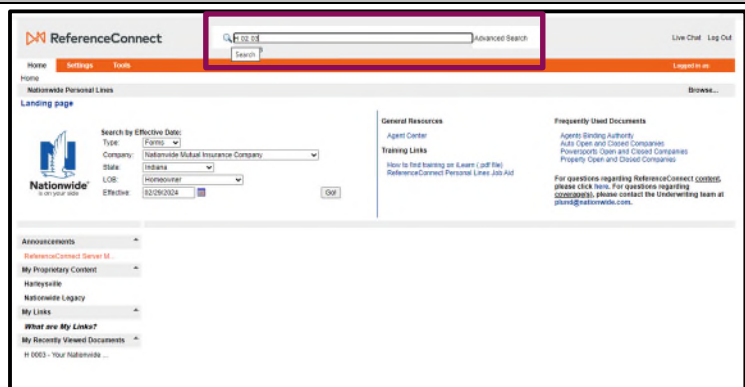 ReferenceConnect
H 02 03
Advanced Search
Live Chat Log Out
Search
Home Settings Tools
Logged in as:
Home
Nationwide Personal Lines
Browse...
Landing page
Nationwide
is on your side
Search by Effective Date:
Type: Forms
Company: Nationwide Mutual Insurance Company
State: Indiana
LOB: Homeowner
Effective: 02/29/2024
Go!
General Resources
Agent Center
Training Links
How to find training on iLearn (.pdf file)
ReferenceConnect Personal Lines Job Aid
Frequently Used Documents
Agents Binding Authority
Auto Open and Closed Companies
Powersports Open and Closed Companies
Property Open and Closed Companies
For questions regarding ReferenceConnect content,
please click here. For questions regarding
coverage(s), please contact the Underwriting team at
plund@nationwide.com.
Announcements
ReferenceConnect Server M...
My Proprietary Content
Harleysville
Nationwide Legacy
My Links
What are My Links?
My Recently Viewed Documents
H 0003 - Your Nationwide ...